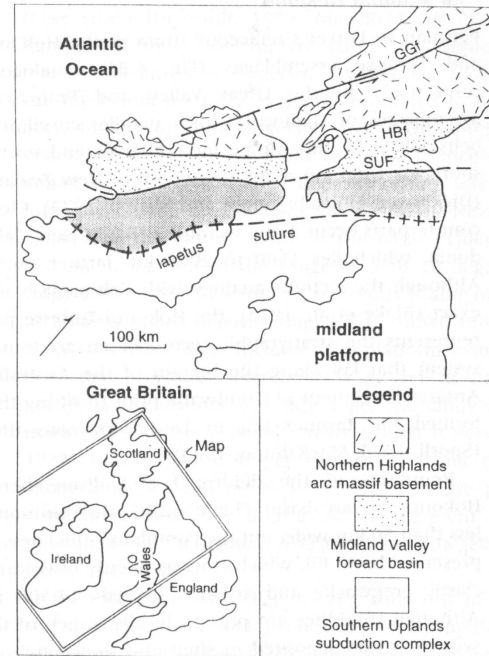 Atlantic
Ocean
GGf
HBf
SUF
Iapetus
suture
100 km
midland
platform
Great Britain
Map
Scotland
Ireland
Wales
England
Legend
Northern Highlands
arc massif basement
Midland Valley
forearc basin
Southern Uplands
subduction complex